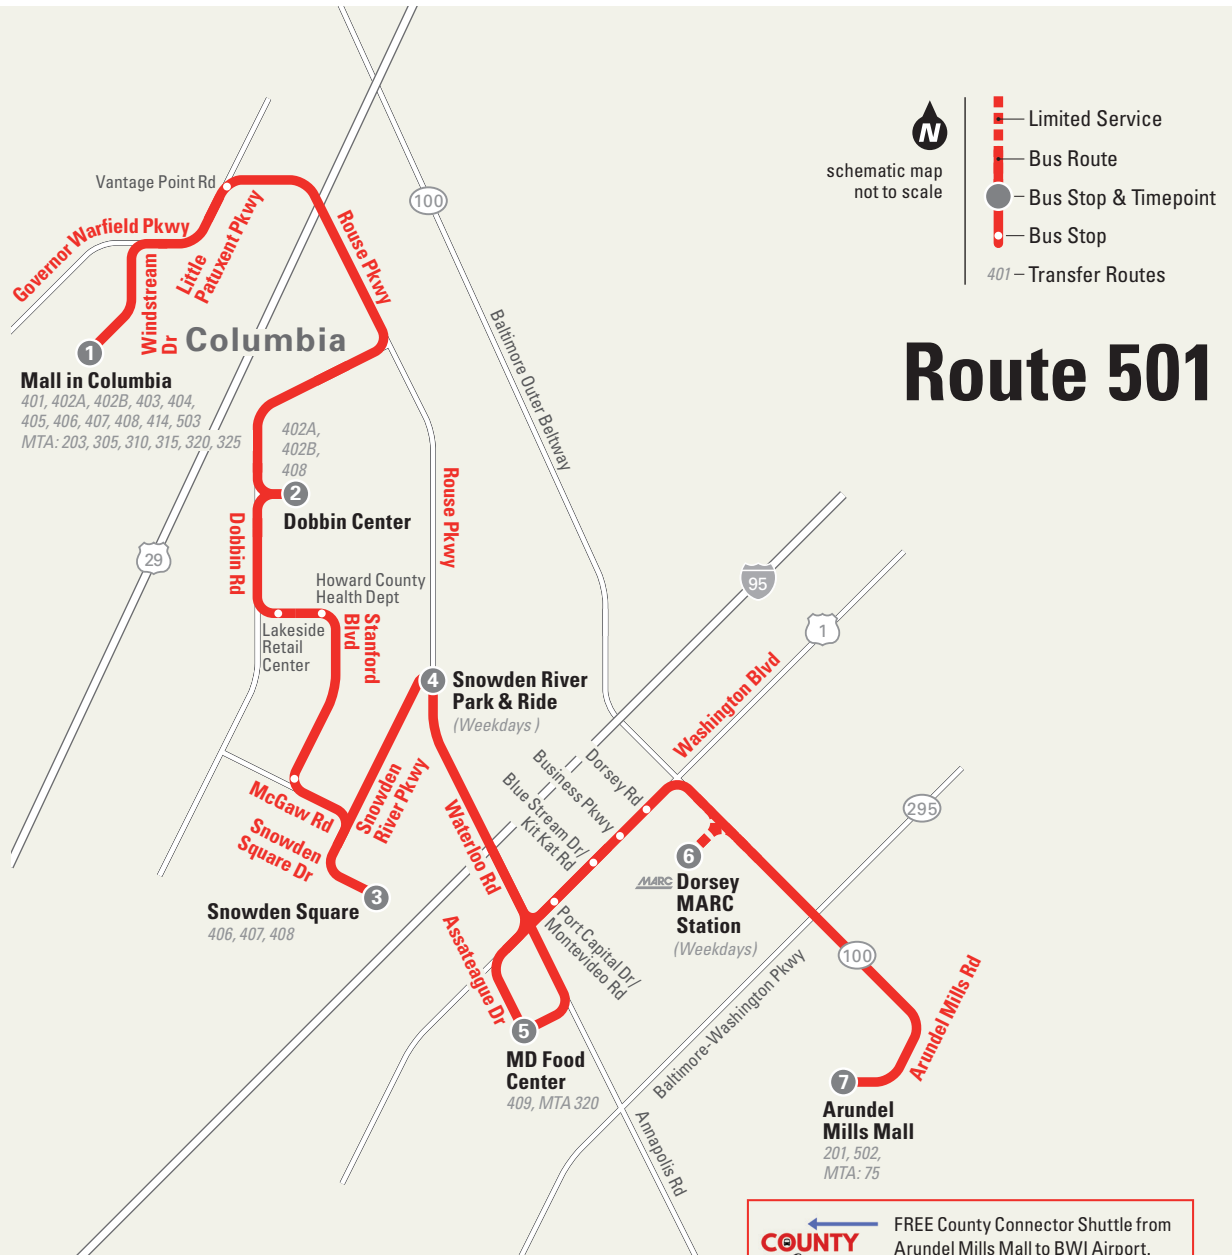 N
schematic map
not to scale
Limited Service
Bus Route
Bus Stop & Timepoint
Bus Stop
401 – Transfer Routes
Route 501
Vantage Point Rd
Governor Warfield Pkwy
Windstream
Dr
Little
Patuxent Pkwy
Rouse Pkwy
100
Columbia
1
Mall in Columbia
401, 402A, 402B, 403, 404,
405, 406, 407, 408, 414, 503
MTA: 203, 305, 310, 315, 320, 325
Baltimore Outer Beltway
402A,
402B,
408
2
Dobbin Center
Dobbin Rd
Rouse Pkwy
29
Howard County
Health Dept
Lakeside
Retail
Center
Stanford
Blvd
95
1
4
Snowden River
Park & Ride
(Weekdays )
McGaw Rd
Snowden
River Pkwy
Snowden
Square Dr
3
Snowden Square
406, 407, 408
Waterloo Rd
Washington Blvd
Dorsey Rd
Business Pkwy
Blue Stream Dr/
Kit Kat Rd
Port Capital Dr/
Montevideo Rd
295
6
MARC
Dorsey
MARC
Station
(Weekdays)
Assateague Dr
5
MD Food
Center
409, MTA 320
Baltimore-Washington Pkwy
Annapolis Rd
100
Arundel Mills Rd
7
Arundel
Mills Mall
201, 502,
MTA: 75
COUNTY
FREE County Connector Shuttle from
Arundel Mills Mall to BWI Airport.